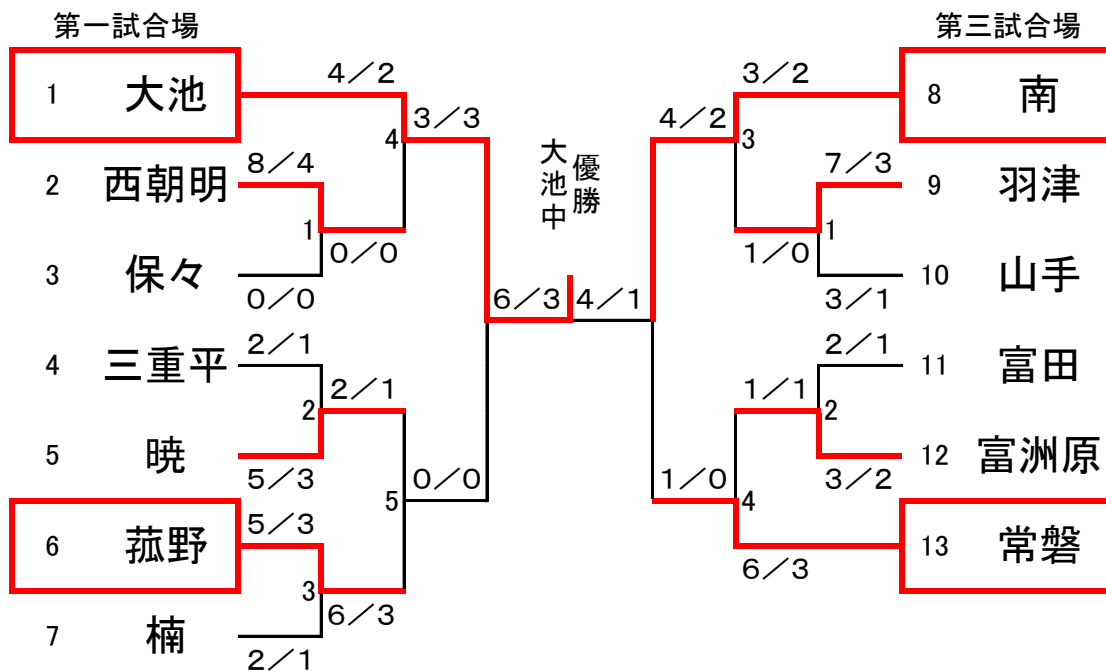 第一試合場
第三試合場
1 大池
4／2
3／2
8 南
3／3
4／2
4
3
2 西朝明
8／4
7／3
9 羽津
優勝
大池中
1
1
0／0
1／0
3 保々
0／0
3／1
10 山手
6／3
4／1
4 三重平
2／1
2／1
11 富田
2／1
1／1
2
2
5 暁
5／3
3／2
12 富洲原
0／0
1／0
5
4
6 菰野
5／3
6／3
13 常磐
3
6／3
7 楠
2／1